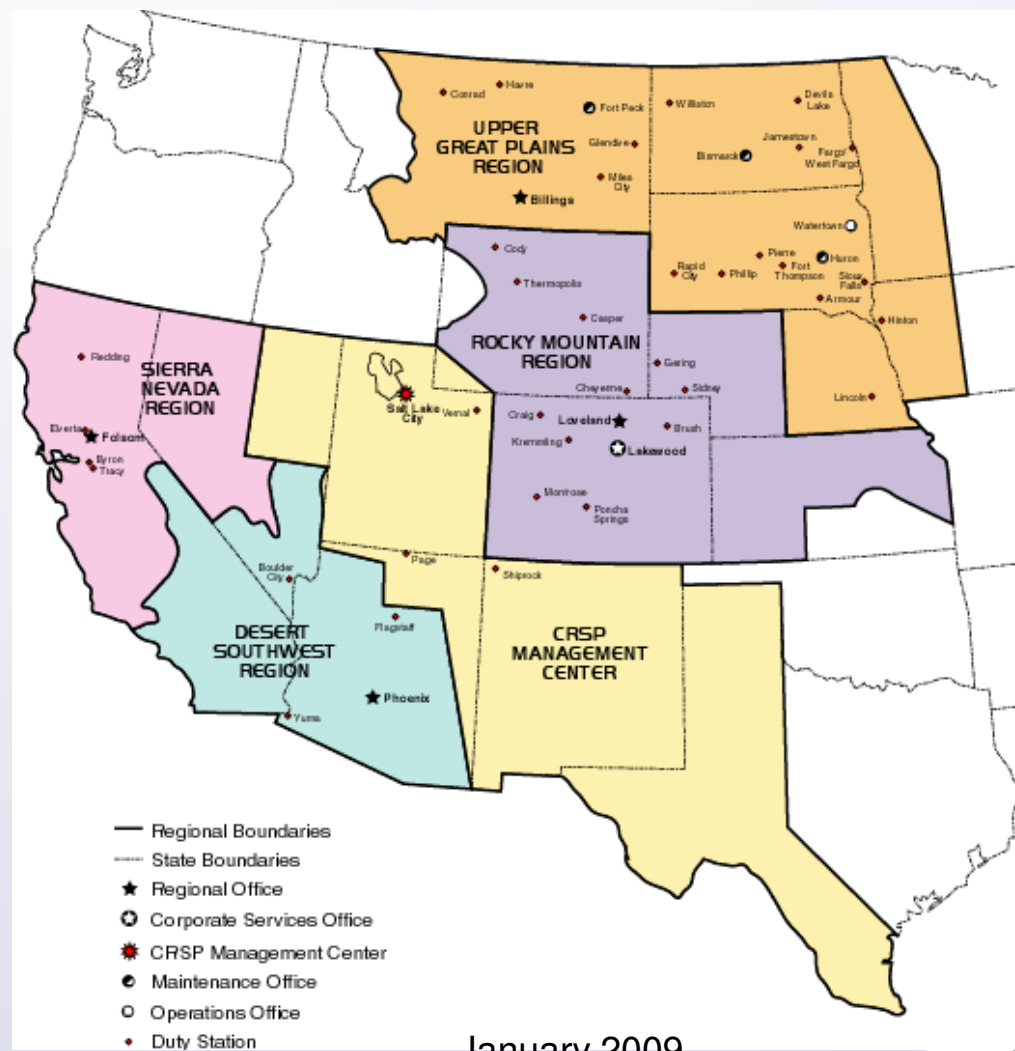 Conrad
Havre
Fort Peck
Williston
Devils
Lake
UPPER
GREAT PLAINS
REGION
Glendive
Jamestown
Bismarck
Fargo/
West Fargo
Miles
City
Billings
Watertown
Cody
Pierre
Huron
Rapid
City
Phillip
Fort
Thompson
Sioux
Falls
Thermopolis
Armour
Casper
Hinton
ROCKY MOUNTAIN
REGION
Redding
SIERRA
NEVADA
REGION
Gering
Cheyenne
Sidney
Salt Lake
City
Vernal
Lincoln
Craig
Loveland
Brush
Elverta
Folsom
Kremmling
Lakewood
Byron
Tracy
Montrose
Poncha
Springs
Page
Boulder
City
Shiprock
Flagstaff
DESERT
SOUTHWEST
REGION
CRSP
MANAGEMENT
CENTER
Phoenix
Yuma
Regional Boundaries
State Boundaries
Regional Office
Corporate Services Office
CRSP Management Center
Maintenance Office
Operations Office
Duty Station
January 2009